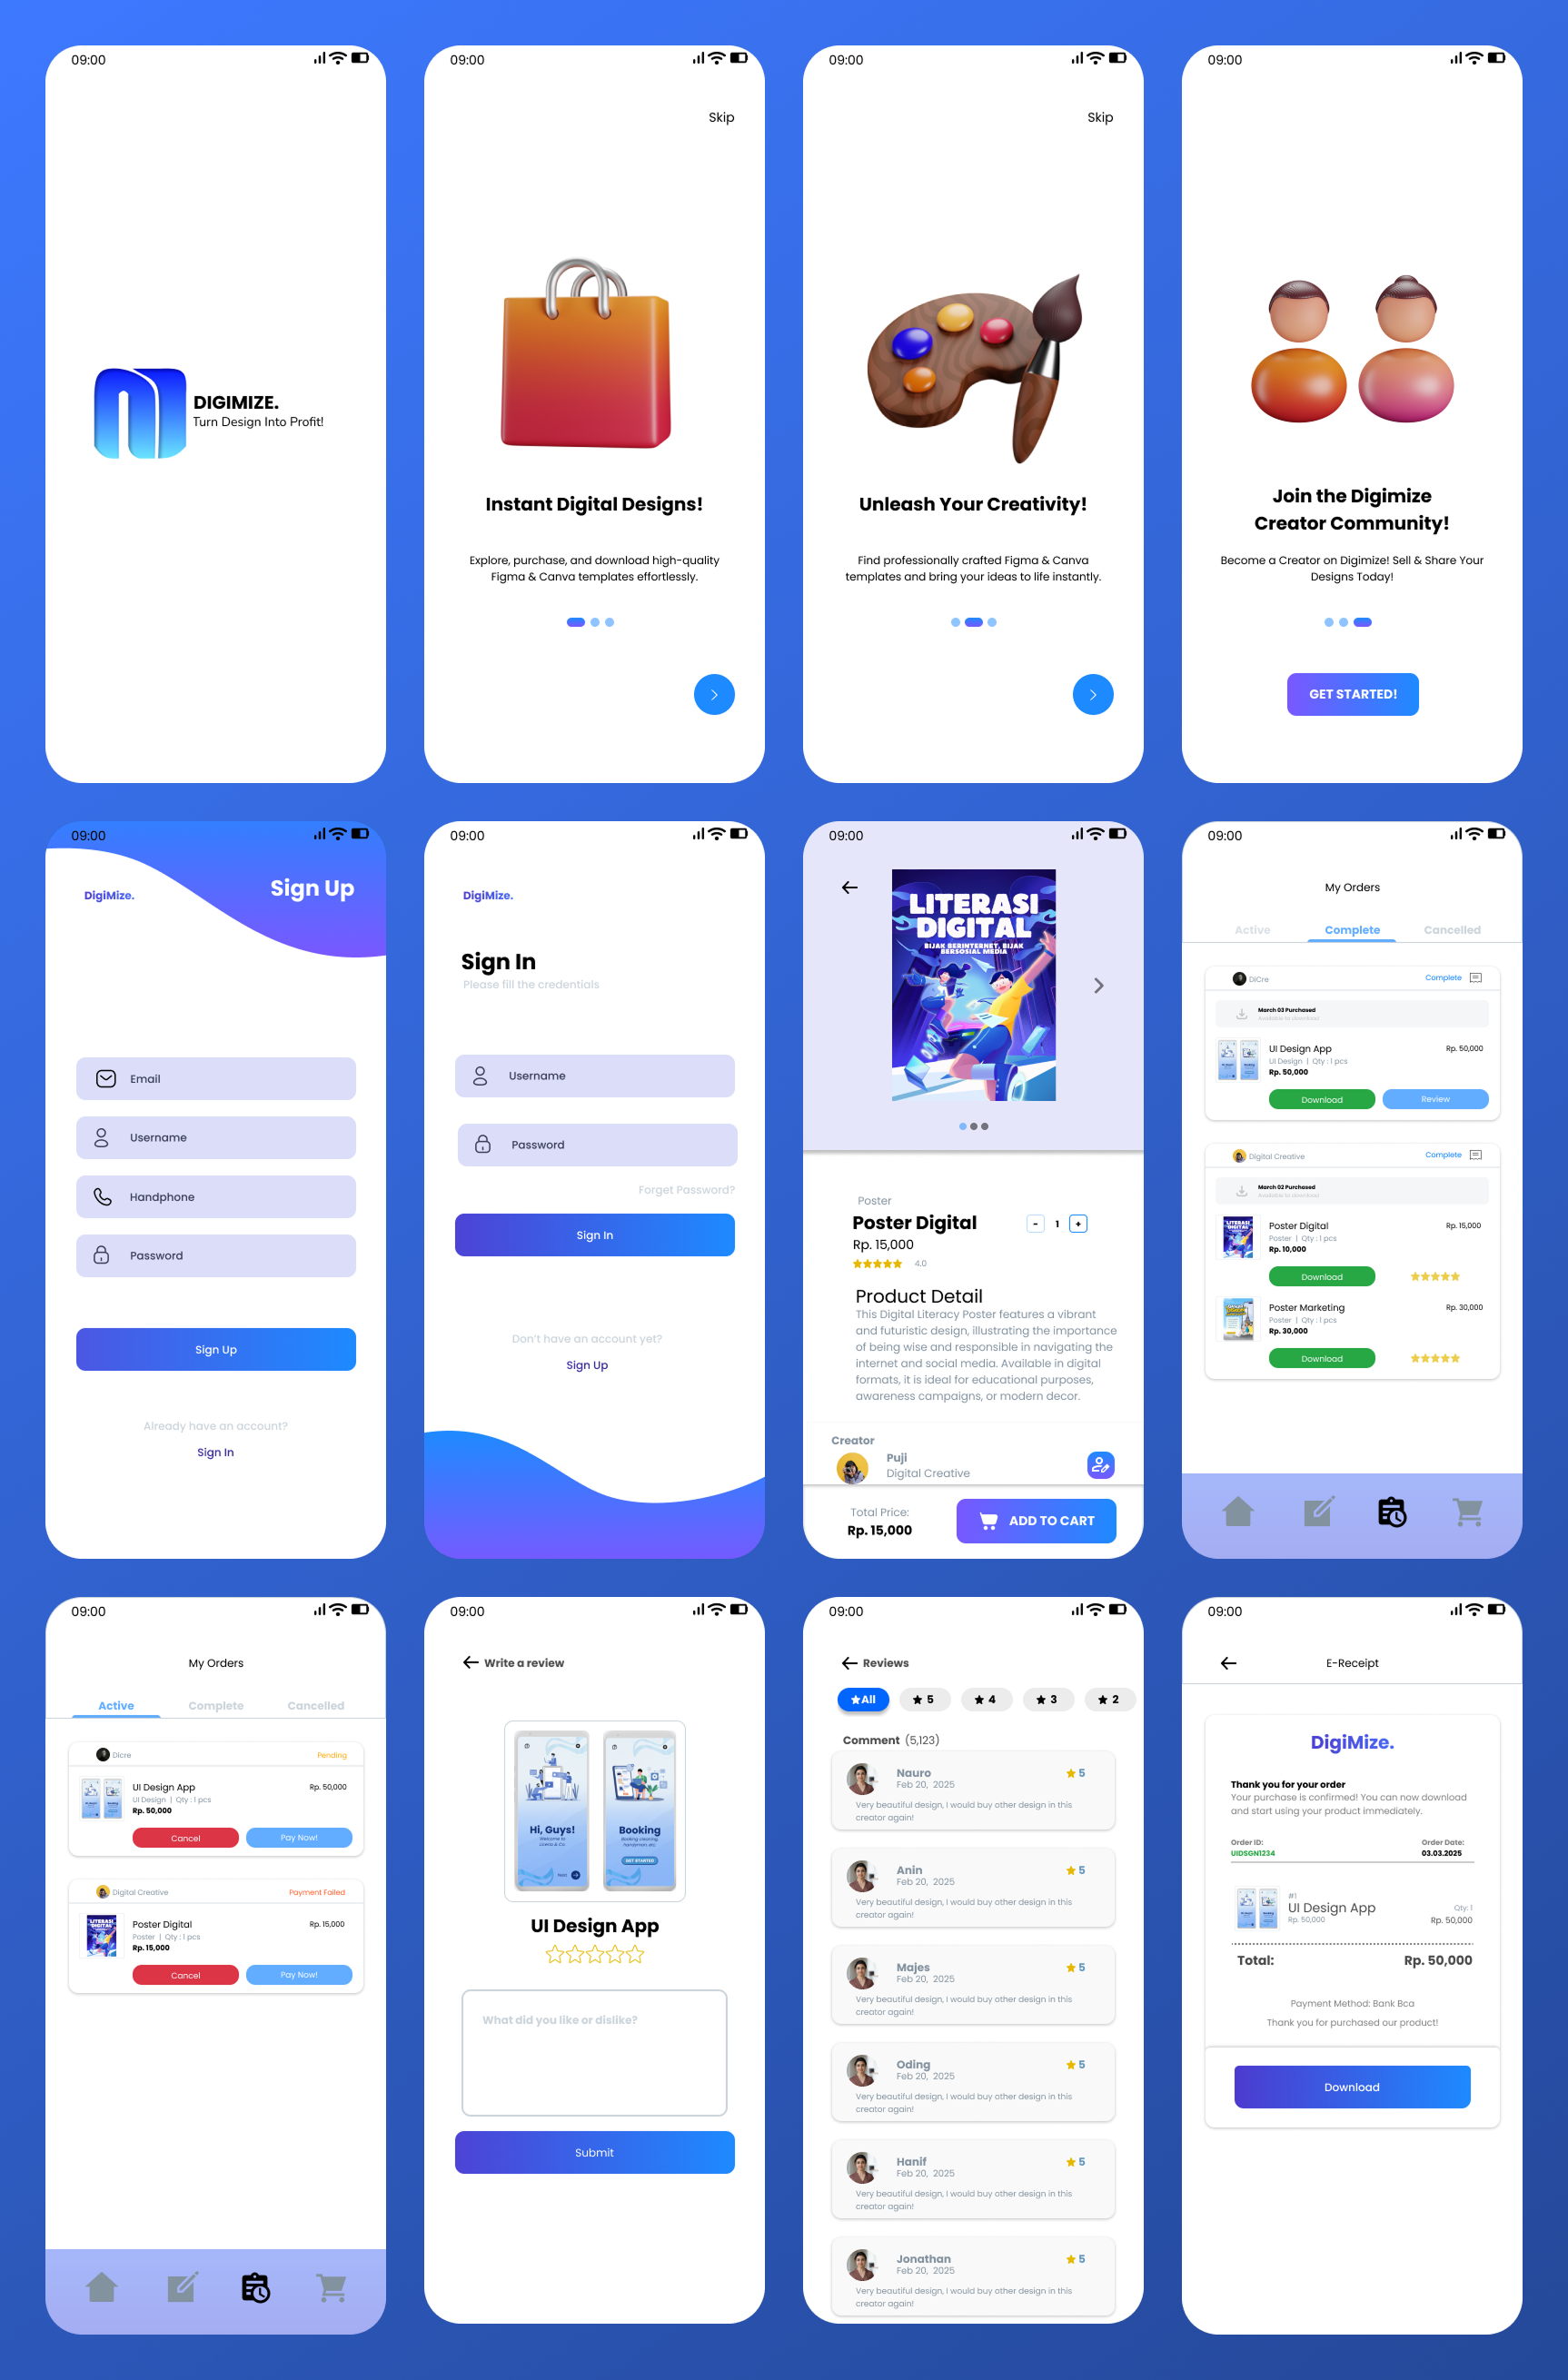 09:00
DIGIMIZE.
Turn Design Into Profit!
09:00
Skip
Instant Digital Designs!
Explore, purchase, and download high-quality
Figma & Canva templates effortlessly.
09:00
Skip
Unleash Your Creativity!
Find professionally crafted Figma & Canva
templates and bring your ideas to life instantly.
09:00
Join the Digimize
Creator Community!
Become a Creator on Digimize! Sell & Share Your
Designs Today!
GET STARTED!
09:00
DigiMize.
Sign Up
Email
Username
Handphone
Password
Sign Up
Already have an account?
Sign In
09:00
DigiMize.
Sign In
Please fill the credentials
Username
Password
Forget Password?
Sign In
Don't have an account yet?
Sign Up
09:00
LITERASI
DIGITAL
BIJAK BERINTERNET, BIJAK
BERSOSIAL MEDIA
Poster
Poster Digital
- 1 +
Rp. 15,000
4.0
Product Detail
This Digital Literacy Poster features a vibrant
and futuristic design, illustrating the importance
of being wise and responsible in navigating the
internet and social media. Available in digital
formats, it is ideal for educational purposes,
awareness campaigns, or modern decor.
Creator
Puji
Digital Creative
Total Price:
Rp. 15,000
ADD TO CART
09:00
My Orders
Active Complete Cancelled
DiCre Complete
March 03 Purchased
Available to download
UI Design App Rp. 50,000
UI Design | Qty : 1 pcs
Rp. 50,000
Download Review
Digital Creative Complete
March 02 Purchased
Available to download
Poster Digital Rp. 15,000
Poster | Qty : 1 pcs
Rp. 10,000
Download
Poster Marketing Rp. 30,000
Poster | Qty : 1 pcs
Rp. 30,000
Download
09:00
My Orders
Active Complete Cancelled
Dicre Pending
UI Design App Rp. 50,000
UI Design | Qty : 1 pcs
Rp. 50,000
Cancel Pay Now!
Digital Creative Payment Failed
LITERASI
DIGITAL
Poster Digital Rp. 15,000
Poster | Qty : 1 pcs
Rp. 15,000
Cancel Pay Now!
09:00
Write a review
Hi, Guys!
Welcome to
Booking
GET STARTED
Next
UI Design App
What did you like or dislike?
Submit
09:00
Reviews
All 5 4 3 2
Comment (5,123)
Nauro 5
Feb 20, 2025
Very beautiful design, I would buy other design in this
creator again!
Anin 5
Feb 20, 2025
Very beautiful design, I would buy other design in this
creator again!
Majes 5
Feb 20, 2025
Very beautiful design, I would buy other design in this
creator again!
Oding 5
Feb 20, 2025
Very beautiful design, I would buy other design in this
creator again!
Hanif 5
Feb 20, 2025
Very beautiful design, I would buy other design in this
creator again!
Jonathan 5
Feb 20, 2025
Very beautiful design, I would buy other design in this
creator again!
09:00
E-Receipt
DigiMize.
Thank you for your order
Your purchase is confirmed! You can now download
and start using your product immediately.
Order ID: Order Date:
UIDSGN1234 03.03.2025
#1
UI Design App Qty: 1
Rp. 50,000 Rp. 50,000
Total: Rp. 50,000
Payment Method: Bank Bca
Thank you for purchased our product!
Download